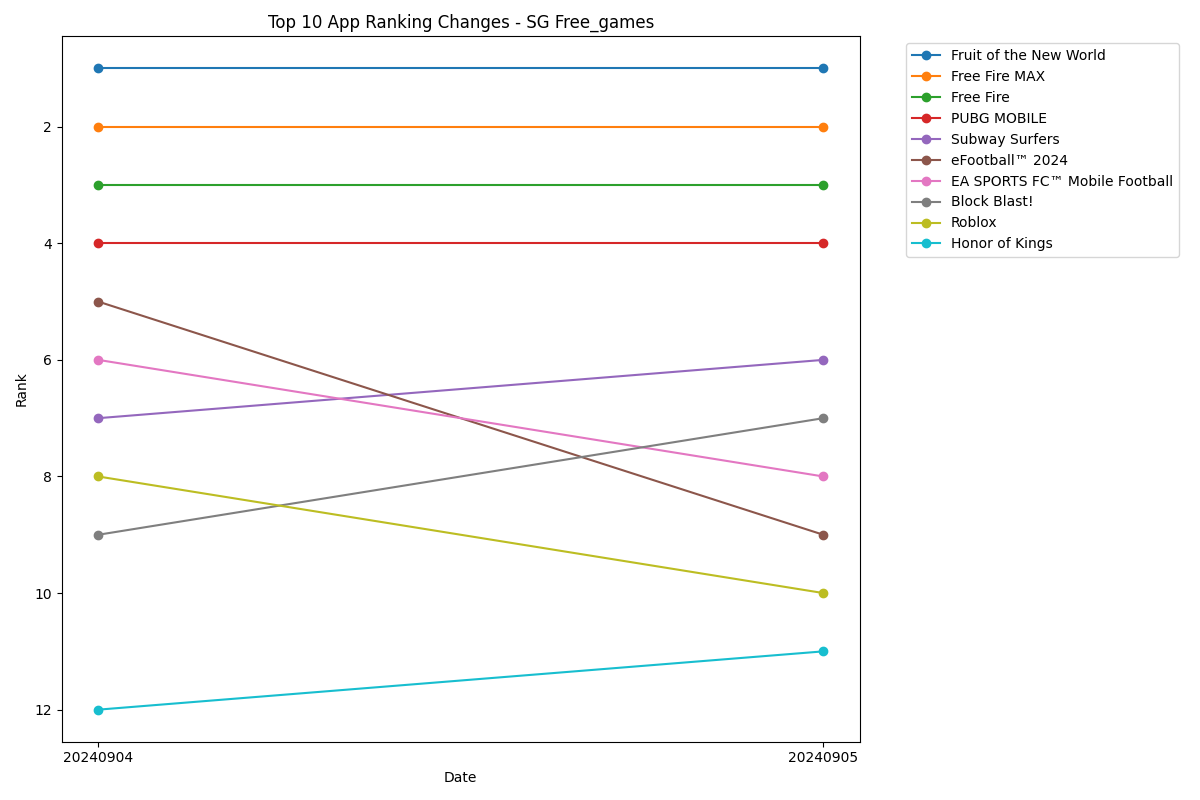 Top 10 App Ranking Changes - SG Free_games
Rank
2
4
6
8
10
12
20240904
20240905
Date
Fruit of the New World
Free Fire MAX
Free Fire
PUBG MOBILE
Subway Surfers
eFootball™ 2024
EA SPORTS FC™ Mobile Football
Block Blast!
Roblox
Honor of Kings